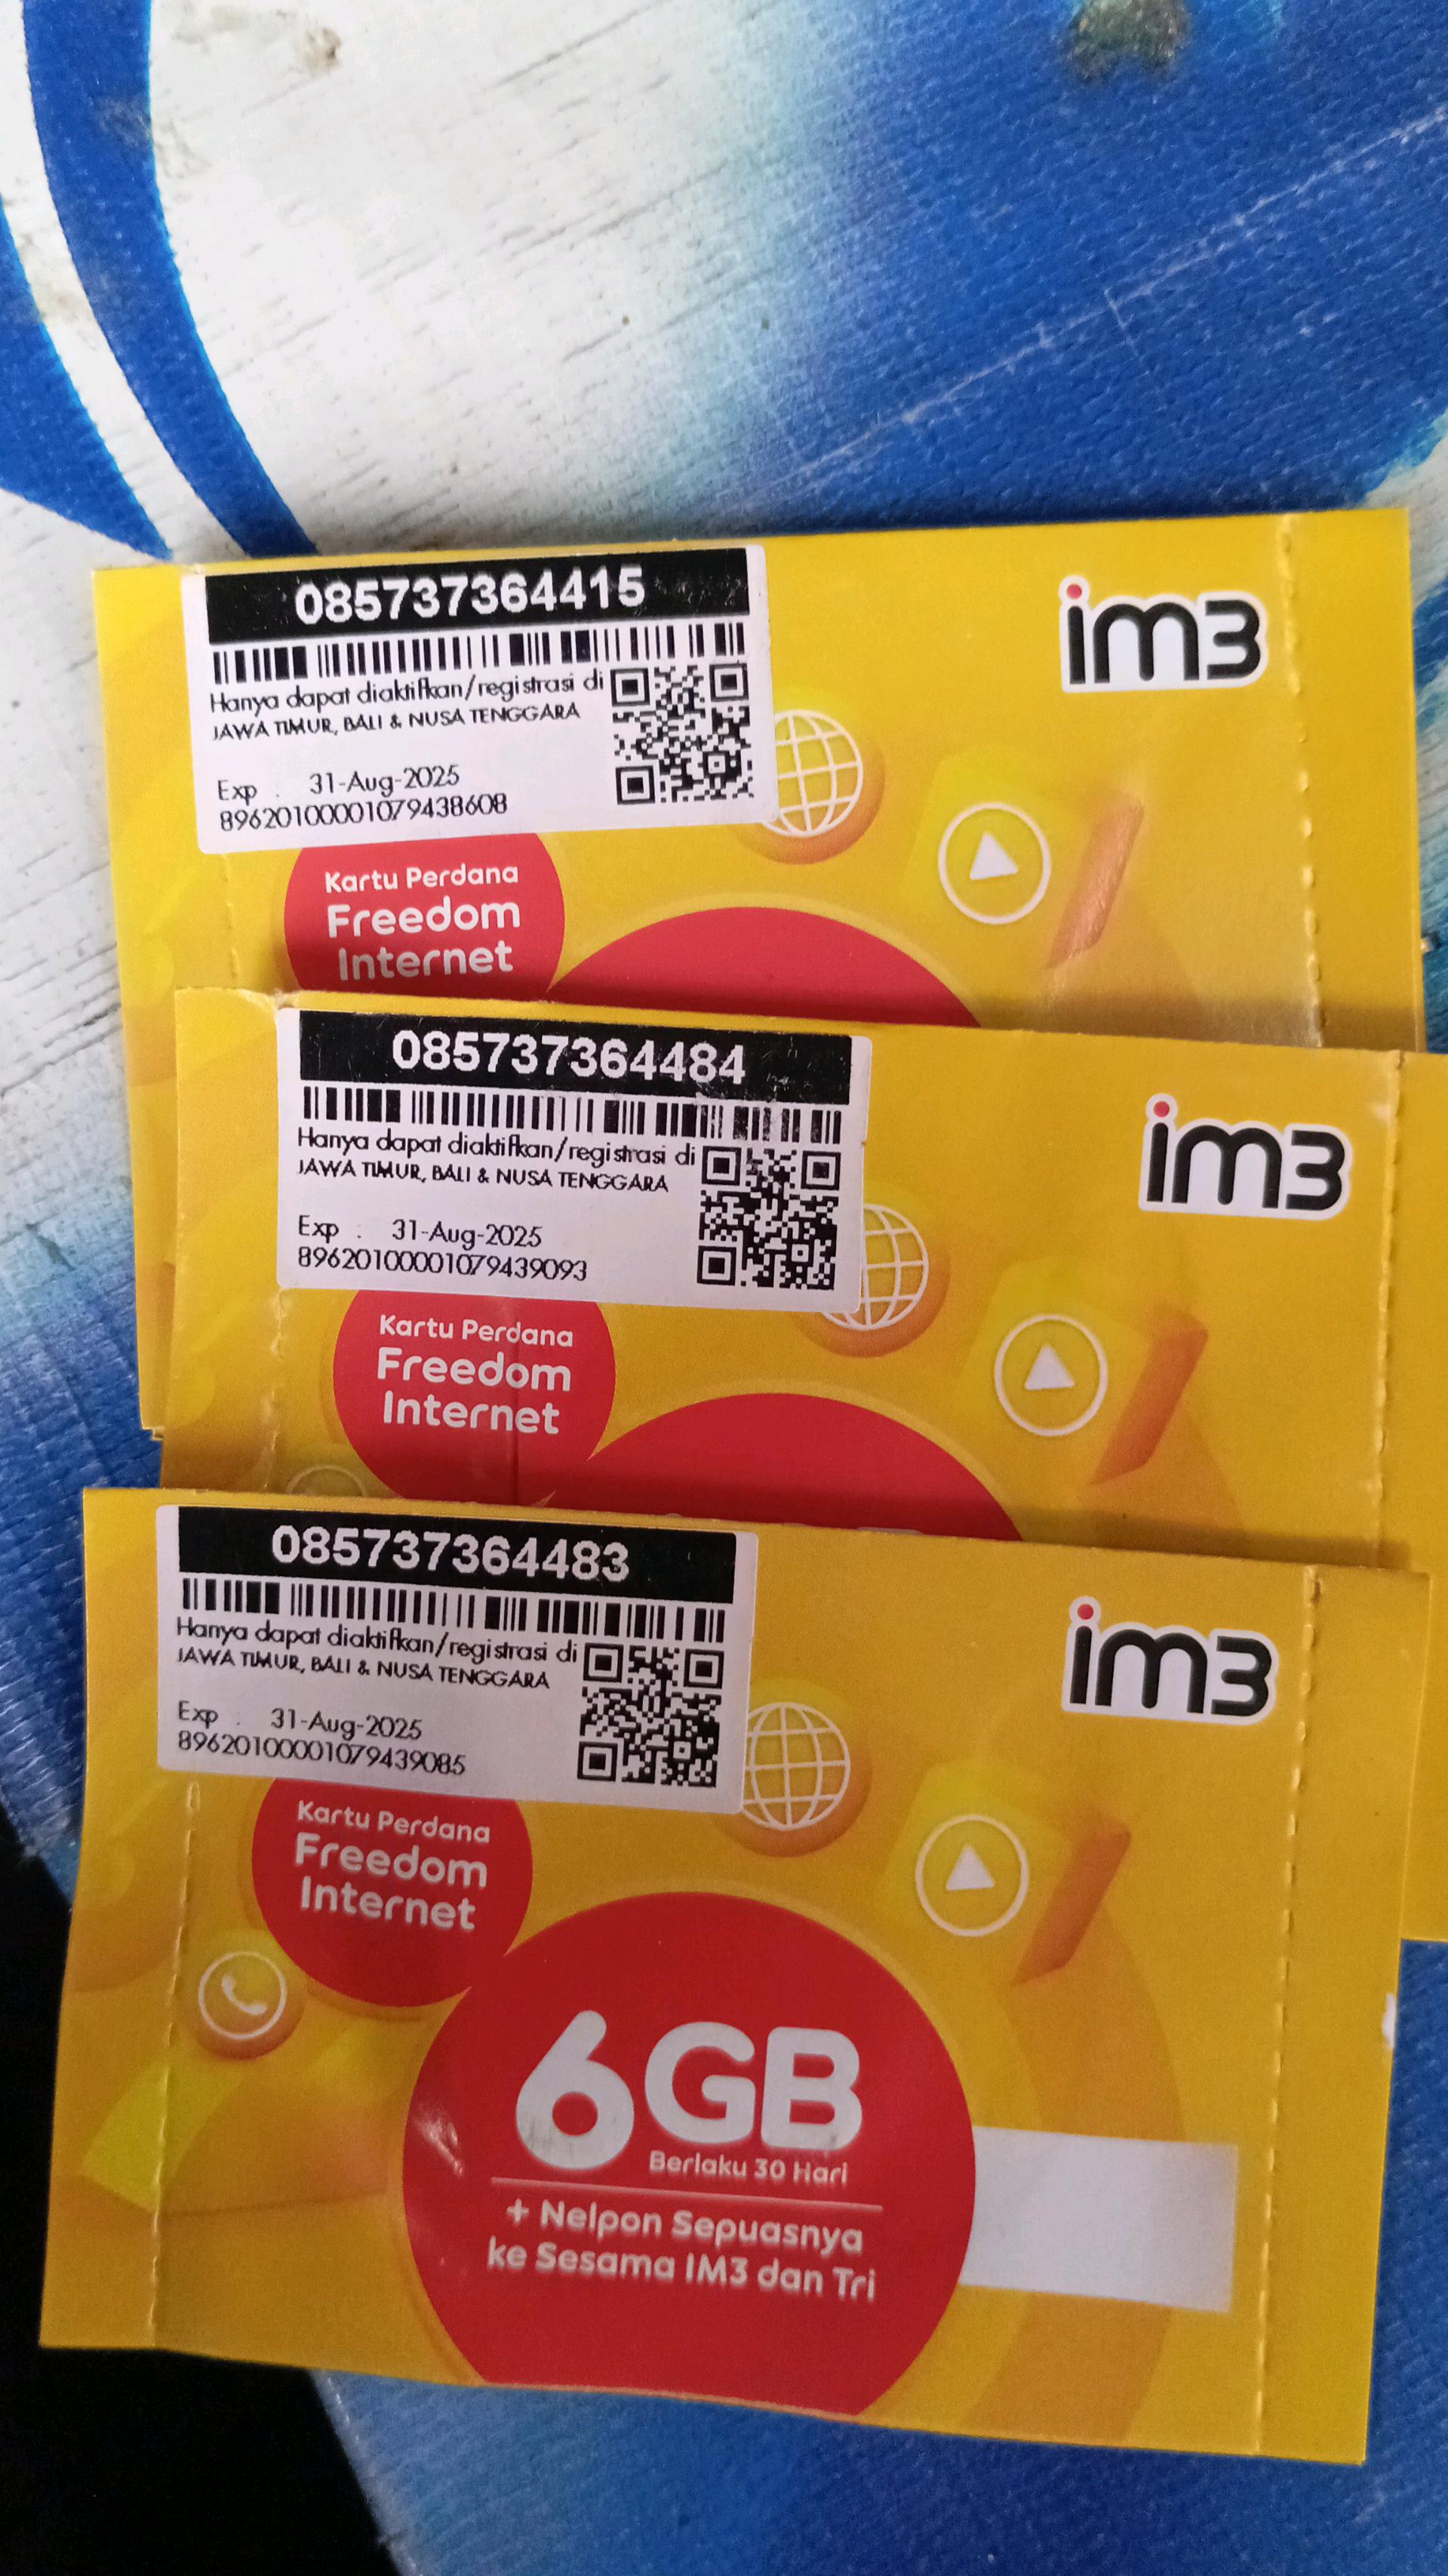 085737364415
im3
Hanya dapat diaktifkan/registrasi di
JAWA TIMUR, BALI & NUSA TENGGARA
Exp : 31-Aug-2025
89620100001079438608
Kartu Perdana
Freedom
Internet
085737364484
im3
Hanya dapat diaktifkan/registrasi di
JAWA TIMUR, BALI & NUSA TENGGARA
Exp : 31-Aug-2025
89620100001079439093
Kartu Perdana
Freedom
Internet
085737364483
im3
Hanya dapat diaktifkan/registrasi di
JAWA TIMUR, BALI & NUSA TENGGARA
Exp : 31-Aug-2025
89620100001079439085
Kartu Perdana
Freedom
Internet
6GB
Berlaku 30 Hari
+ Nelpon Sepuasnya
ke Sesama IM3 dan Tri